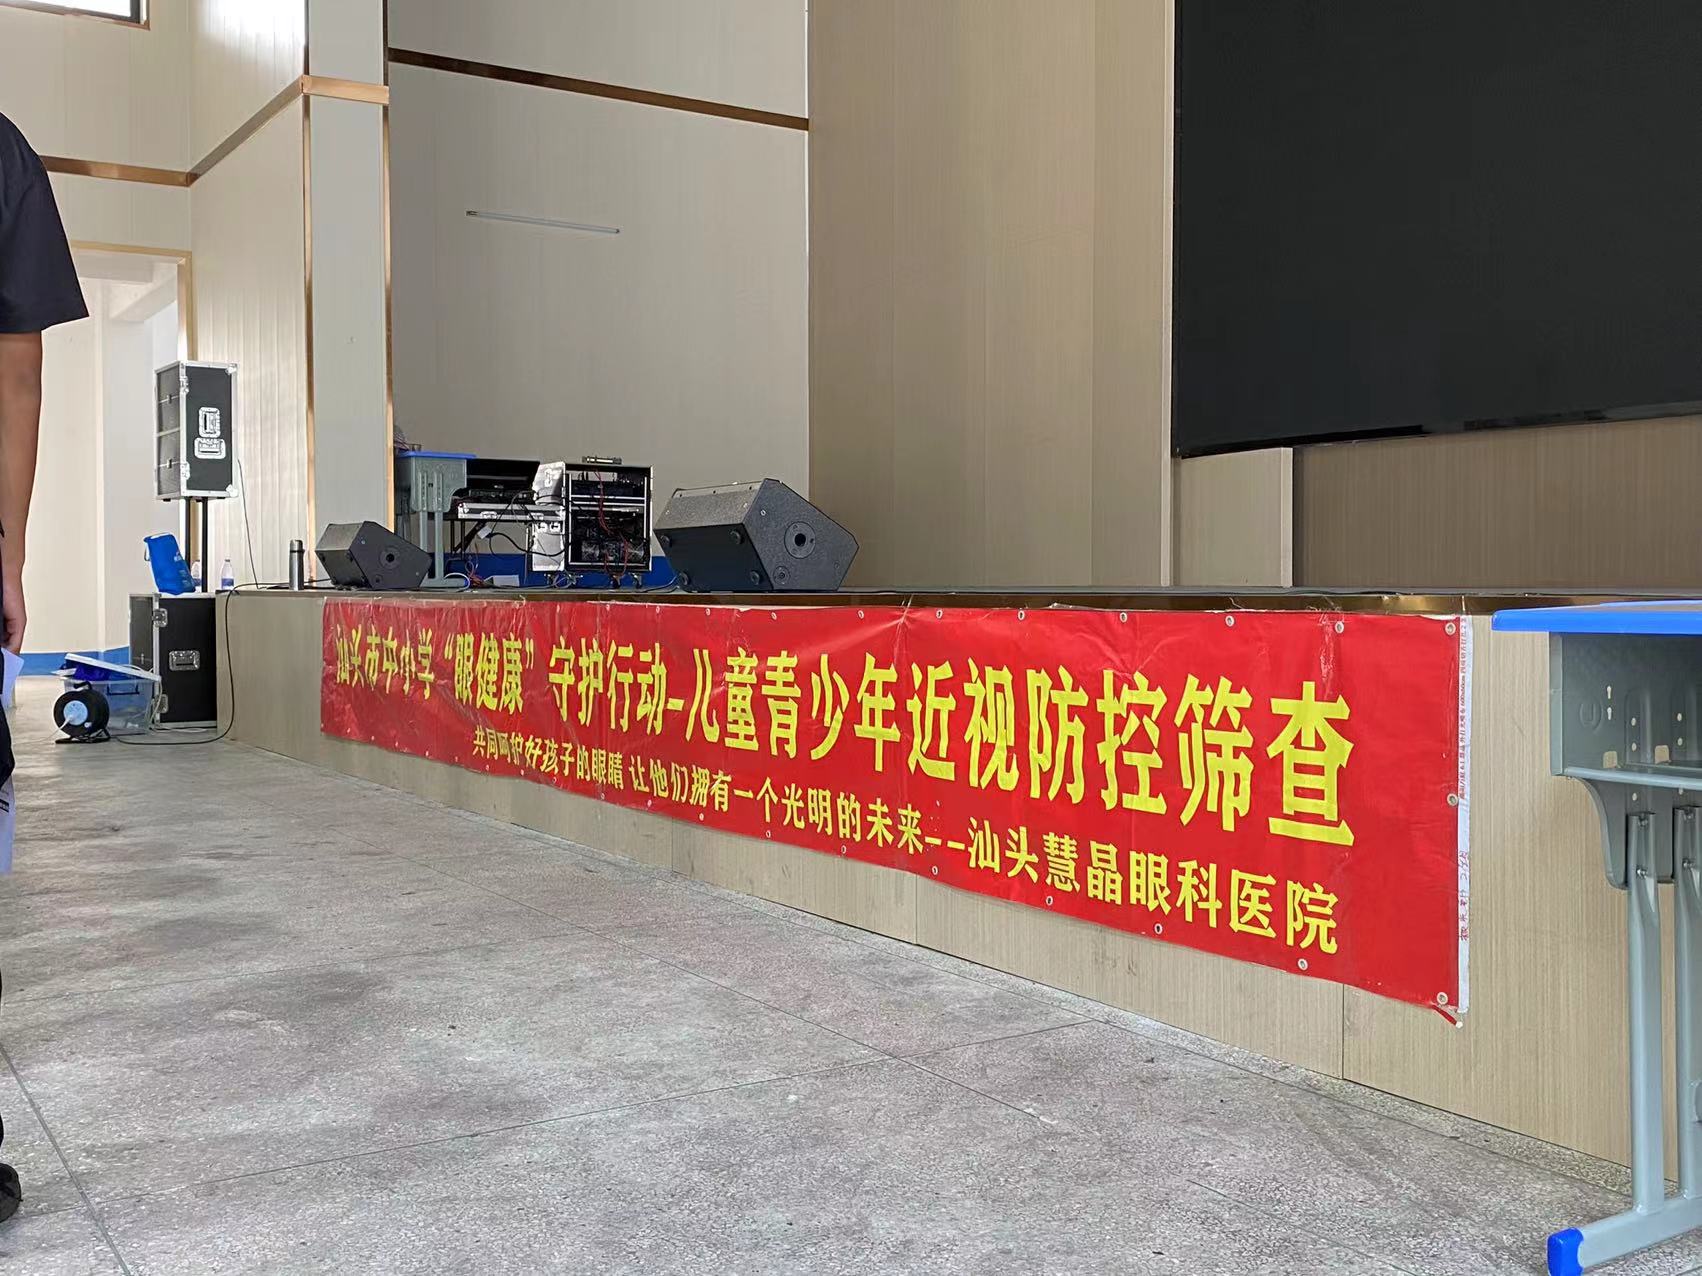 汕头市中小学“眼健康”守护行动-儿童青少年近视防控筛查
共同呵护好孩子的眼睛 让他们拥有一个光明的未来--汕头慧晶眼科医院